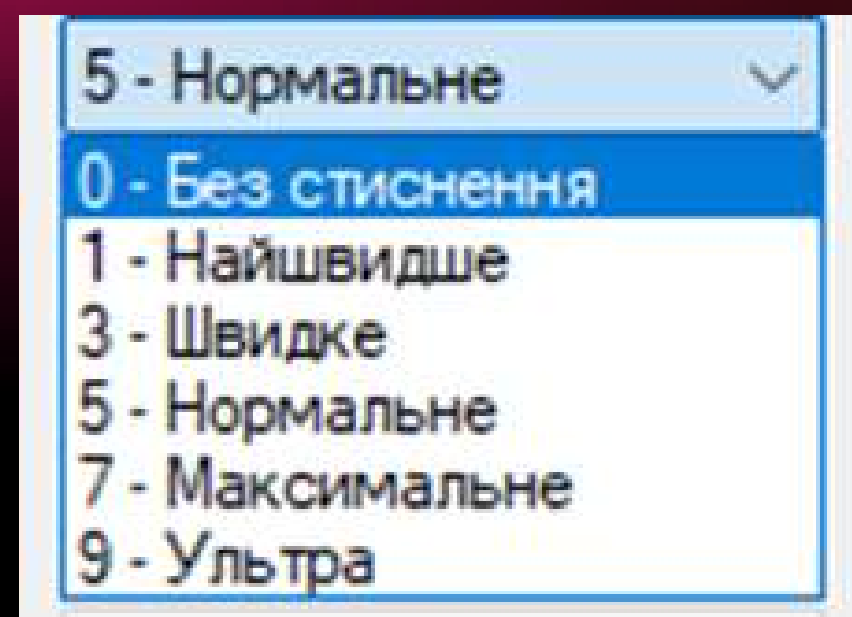 5 - Нормальне
0 - Без стиснення
1 - Найшвидше
3 - Швидке
5 - Нормальне
7 - Максимальне
9 - Ультра